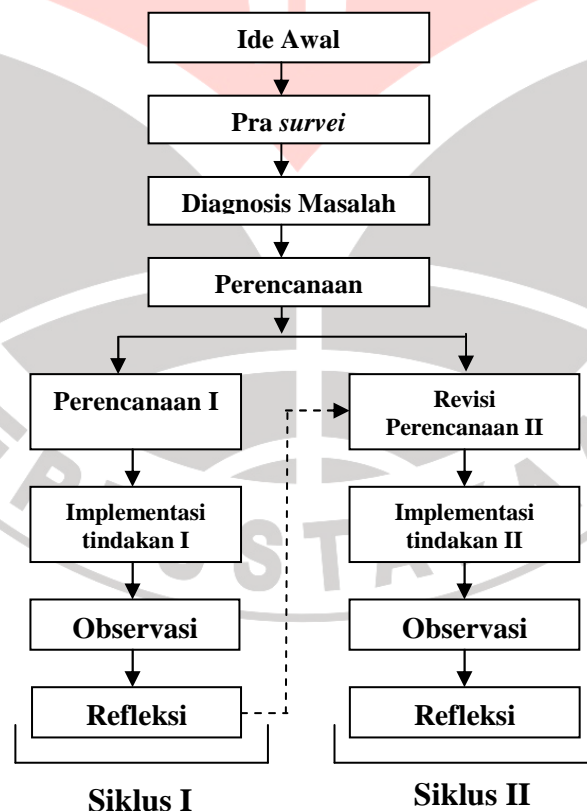 Ide Awal
Pra survei
Diagnosis Masalah
Perencanaan
Perencanaan I
Implementasi
tindakan I
Observasi
Refleksi
Siklus I
Revisi
Perencanaan II
Implementasi
tindakan II
Observasi
Refleksi
Siklus II